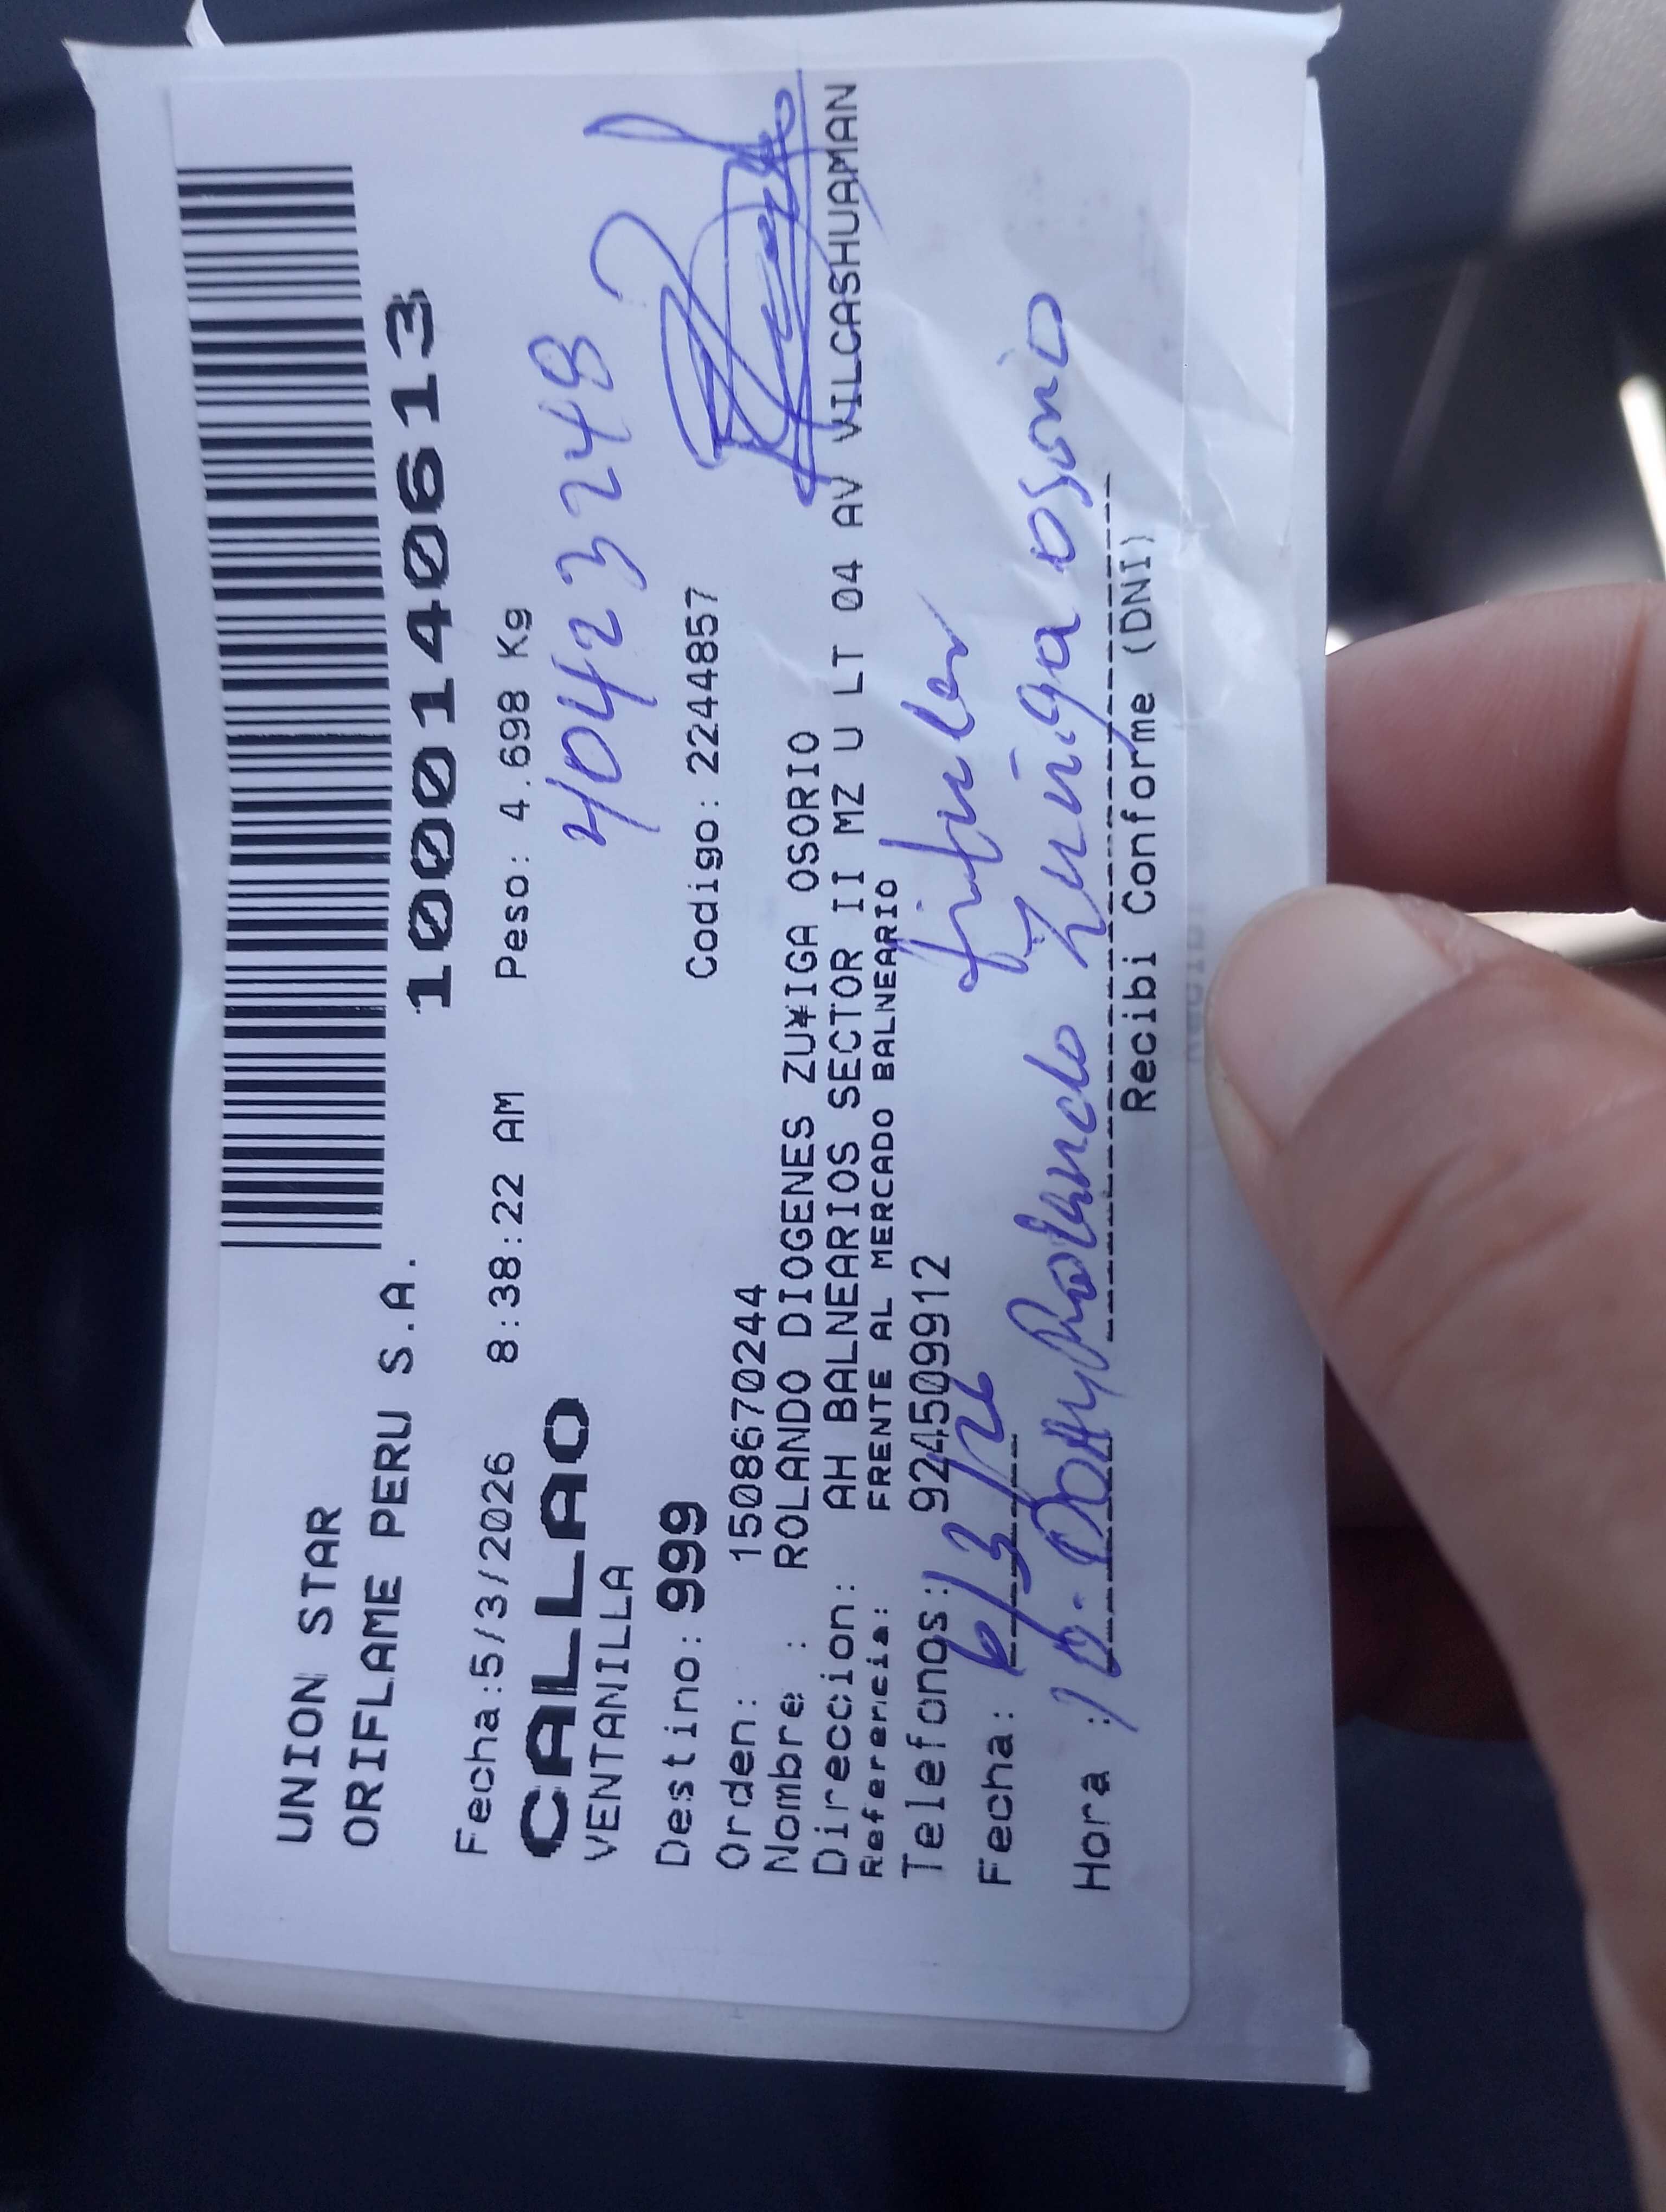 UNION STAR
ORIFLAME PERU S.A.
1000140613
Fecha:5/3/2026 8:38:22 AM Peso: 4.698 Kg
CALLAO
40423248
VENTANILLA
Destino: 999 Codigo: 2244857
Orden: 1508670244
Nombre : ROLANDO DIOGENES ZU¥IGA OSORIO
Direccion: AH BALNEARIOS SECTOR II MZ U LT 04 AV VILCASHUAMAN
Referencia: FRENTE AL MERCADO BALNEARIO
Telefonos: 924509912
titular
Fecha: 6/3/26
Hora : Rolando Zuñiga osorio
Recibi Conforme (DNI)